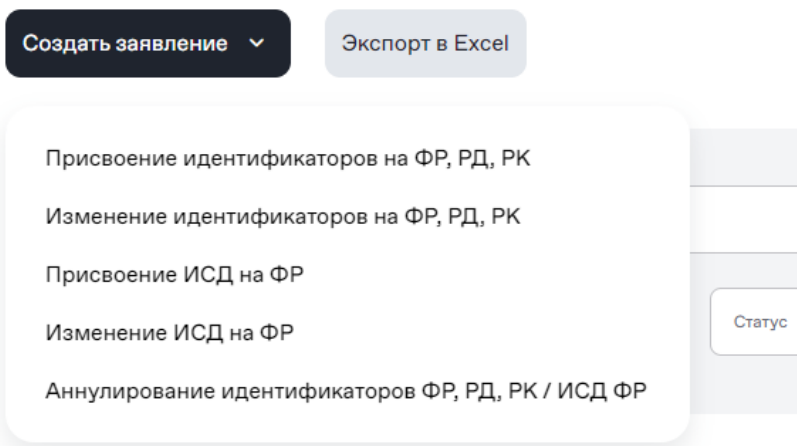 Создать заявление
Экспорт в Excel
Присвоение идентификаторов на ФР, РД, РК
Изменение идентификаторов на ФР, РД, РК
Присвоение ИСД на ФР
Изменение ИСД на ФР
Статус
Аннулирование идентификаторов ФР, РД, РК / ИСД ФР